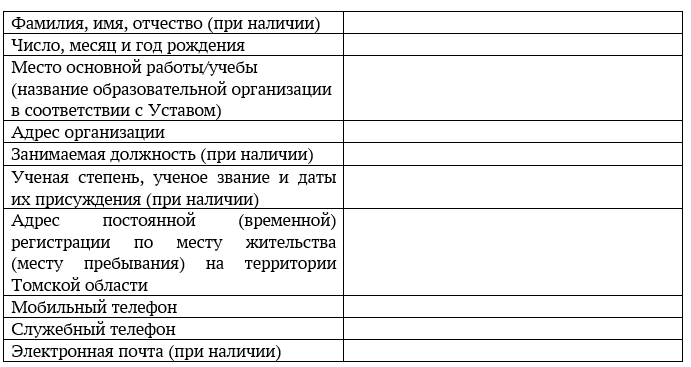 Фамилия, имя, отчество (при наличии)
Число, месяц и год рождения
Место основной работы/учебы
(название образовательной организации
в соответствии с Уставом)
Адрес организации
Занимаемая должность (при наличии)
Ученая степень, ученое звание и даты
их присуждения (при наличии)
Адрес постоянной (временной)
регистрации по месту жительства
(месту пребывания) на территории
Томской области
Мобильный телефон
Служебный телефон
Электронная почта (при наличии)